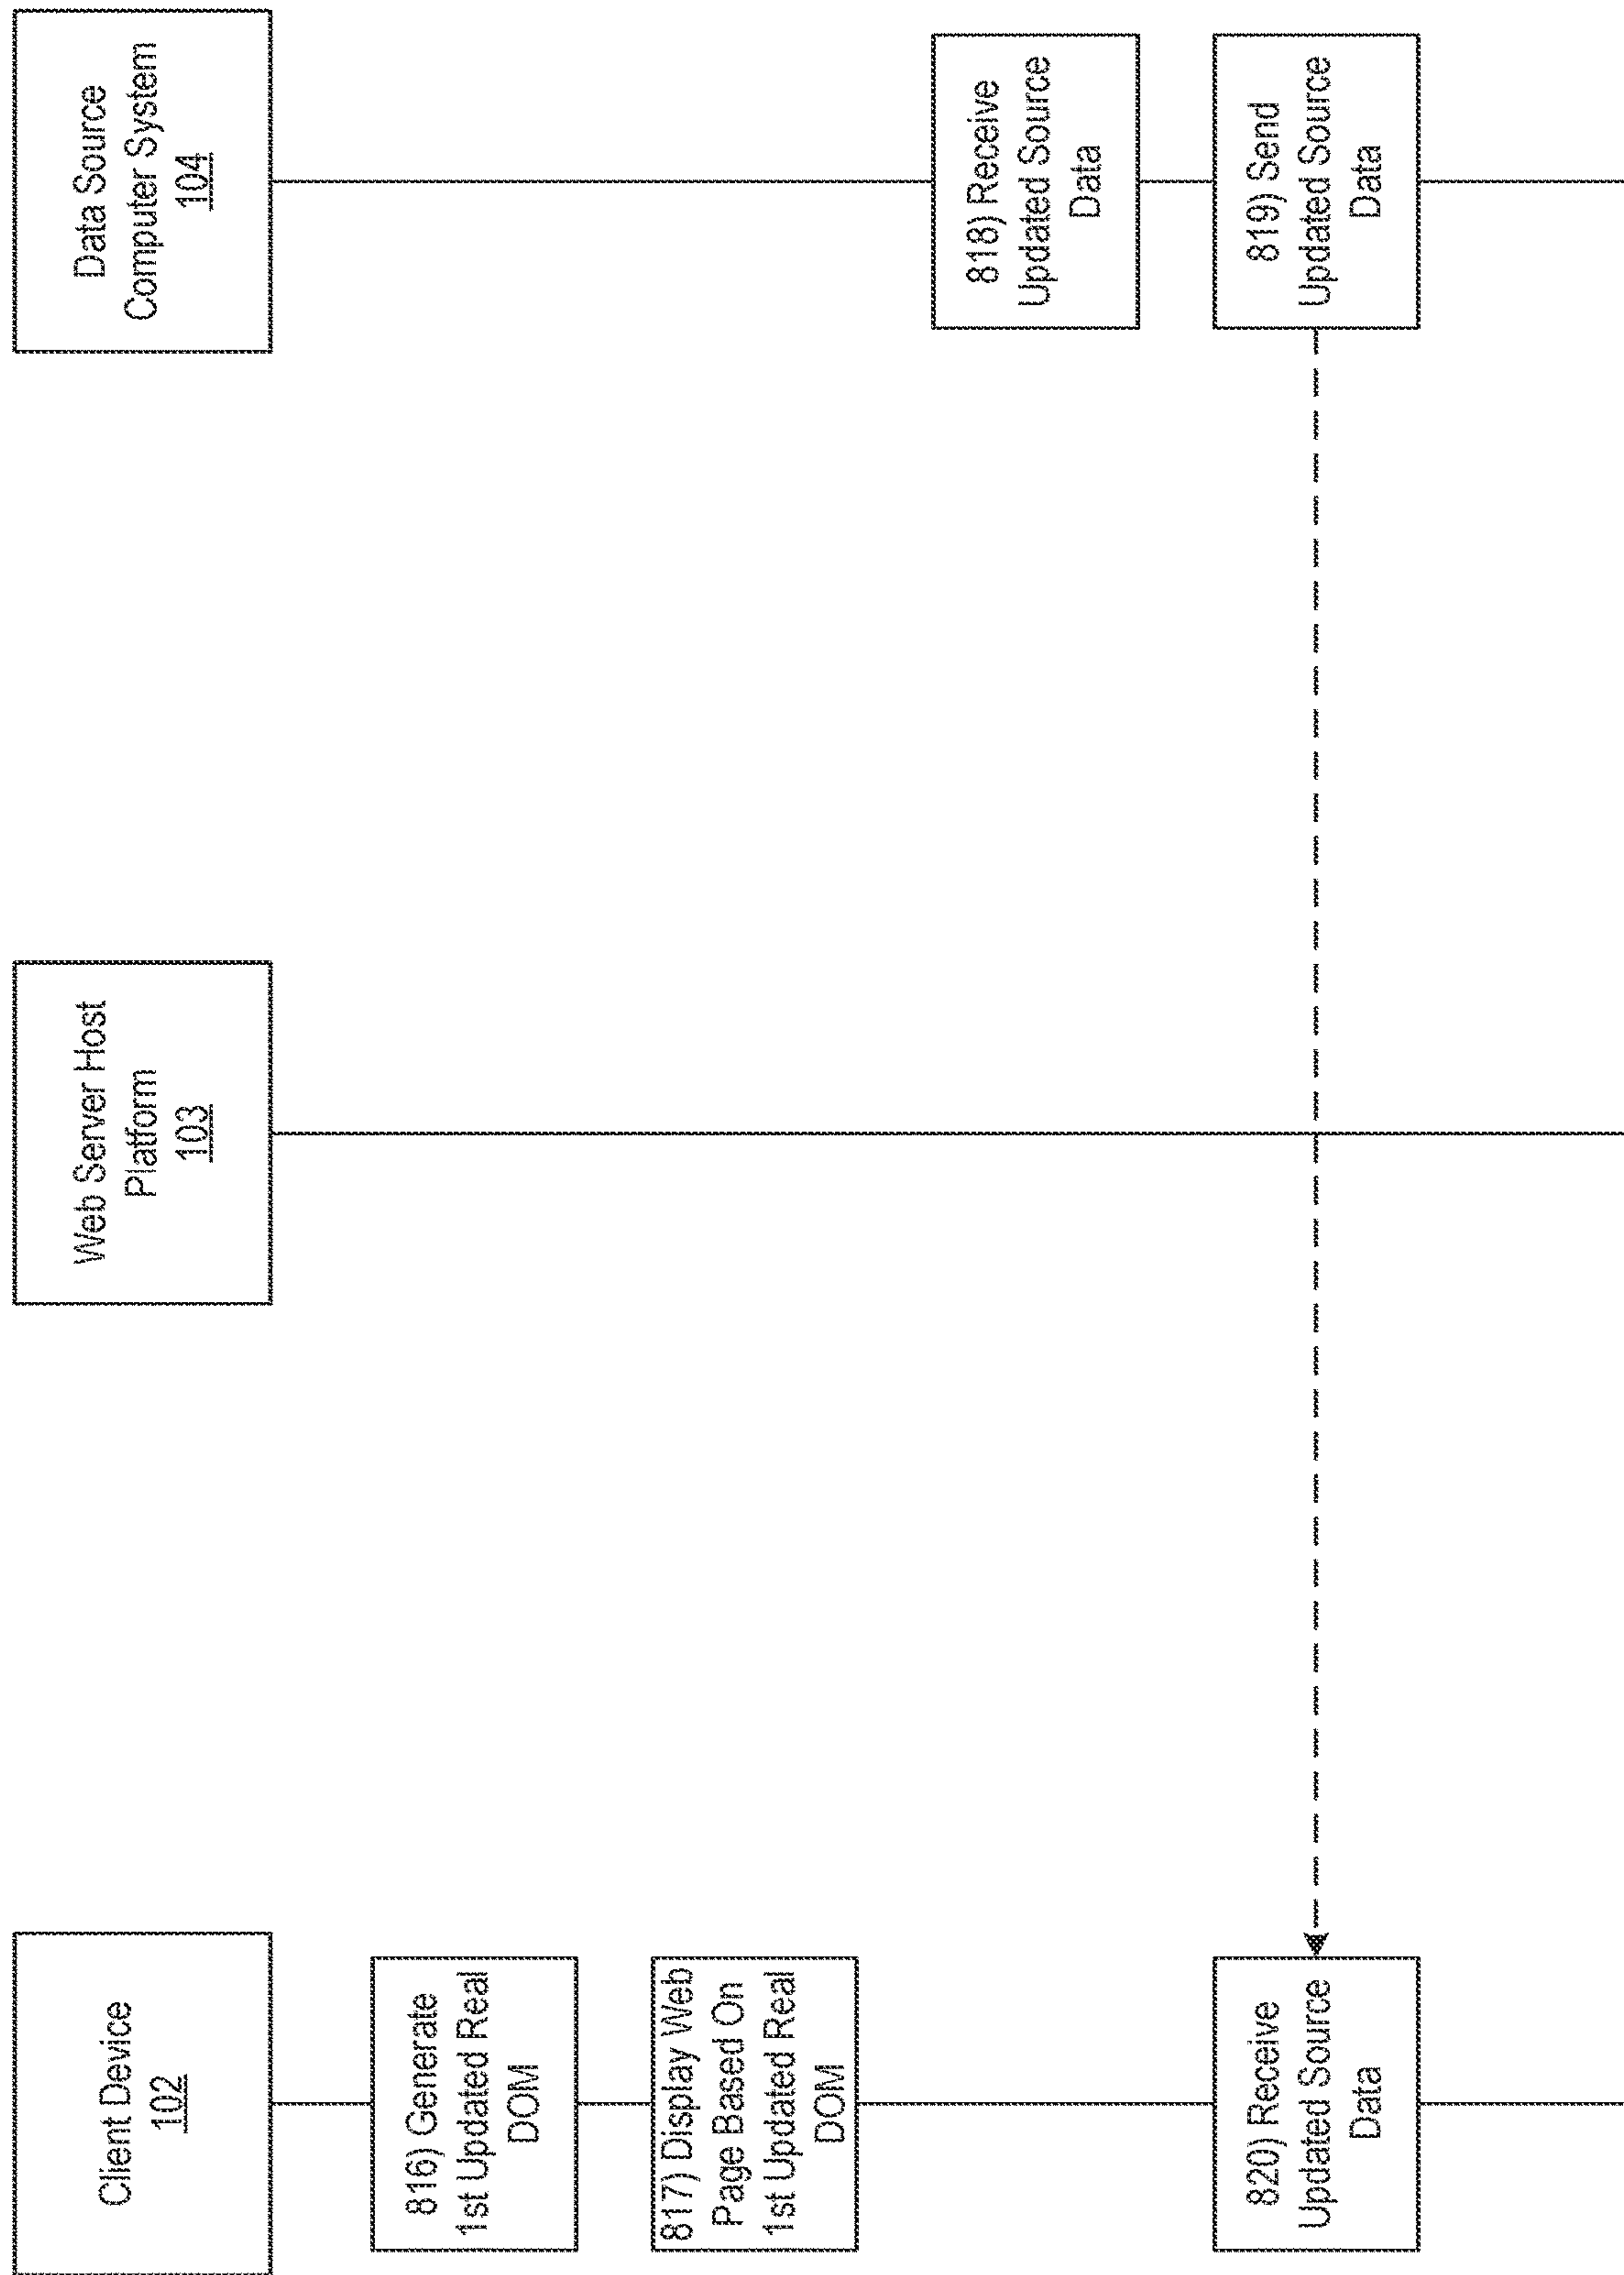 Client Device
102
Web Server Host
Platform
103
Data Source
Computer System
104
816) Generate
1st Updated Real
DOM
817) Display Web
Page Based On
1st Updated Real
DOM
818) Receive
Updated Source
Data
819) Send
Updated Source
Data
820) Receive
Updated Source
Data